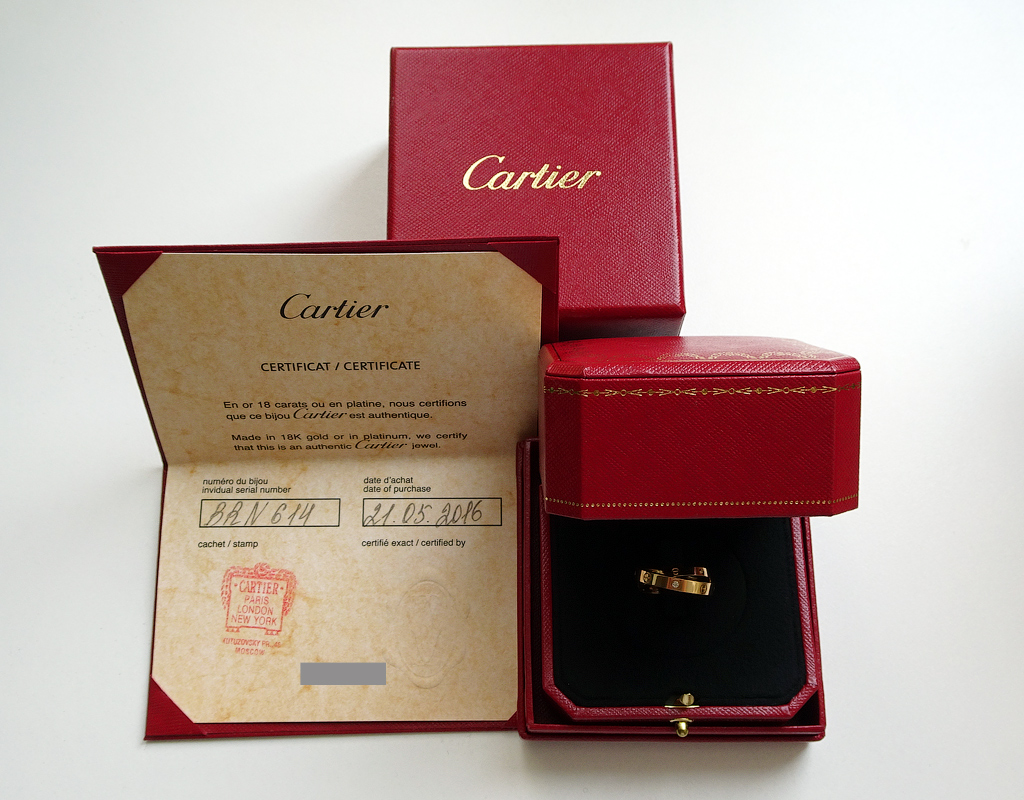 Cartier
Cartier
CERTIFICAT / CERTIFICATE
En or 18 carats ou en platine, nous certifions
que ce bijou Cartier est authentique.
Made in 18K gold or in platinum, we certify
that this is an authentic Cartier jewel.
numéro du bijou
invidual serial number
date d'achat
date of purchase
BRN 614
21.05.2016
cachet / stamp
certifié exact / certified by
CARTIER
PARIS
LONDON
NEW YORK
KUTUZOVSKY
MOSCOW